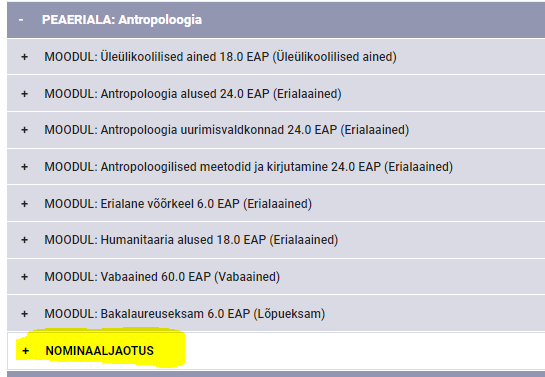 - PEAERIALA: Antropoloogia
+ MOODUL: Üleülikoolilised ained 18.0 EAP (Üleülikoolilised ained)
+ MOODUL: Antropoloogia alused 24.0 EAP (Erialaained)
+ MOODUL: Antropoloogia uurimisvaldkonnad 24.0 EAP (Erialaained)
+ MOODUL: Antropoloogilised meetodid ja kirjutamine 24.0 EAP (Erialaained)
+ MOODUL: Erialane võõrkeel 6.0 EAP (Erialaained)
+ MOODUL: Humanitaaria alused 18.0 EAP (Erialaained)
+ MOODUL: Vabaained 60.0 EAP (Vabaained)
+ MOODUL: Bakalaureuseksam 6.0 EAP (Lõpueksam)
+ NOMINAALJAOTUS